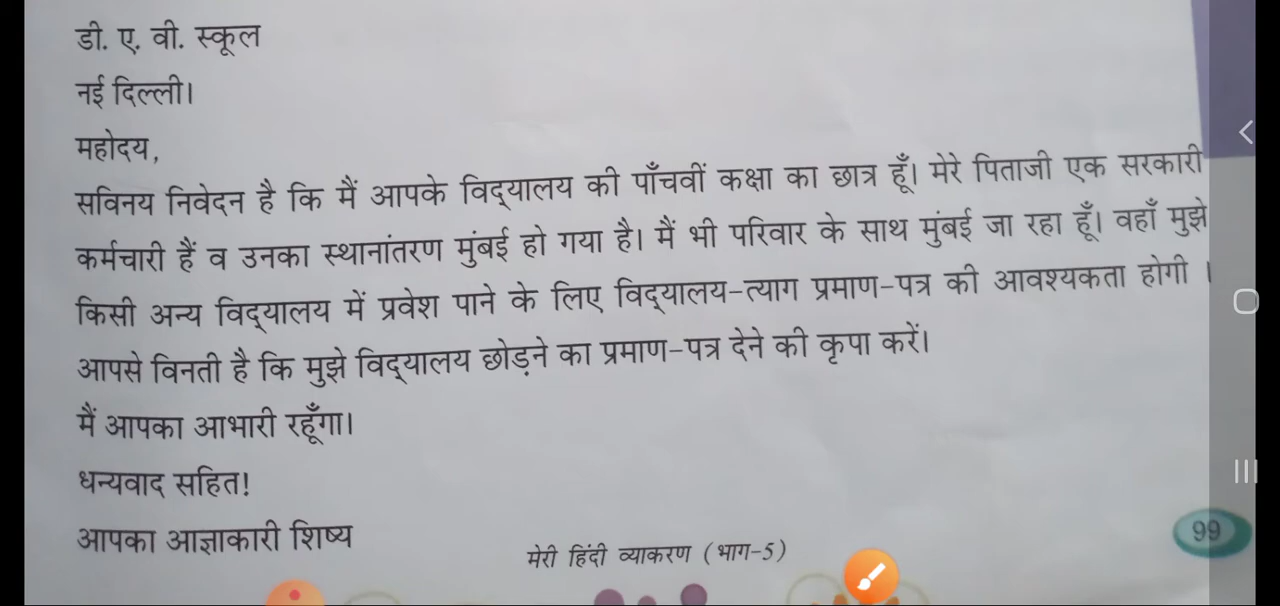 डी. ए. वी. स्कूल
नई दिल्ली।
महोदय,
सविनय निवेदन है कि मैं आपके विद्‌यालय की पाँचवीं कक्षा का छात्र हूँ। मेरे पिताजी एक सरकारी
कर्मचारी हैं व उनका स्थानांतरण मुंबई हो गया है। मैं भी परिवार के साथ मुंबई जा रहा हूँ। वहाँ मुझे
किसी अन्य विद्‌यालय में प्रवेश पाने के लिए विद्‌यालय-त्याग प्रमाण-पत्र की आवश्यकता होगी ।
आपसे विनती है कि मुझे विद्‌यालय छोड़ने का प्रमाण-पत्र देने की कृपा करें।
मैं आपका आभारी रहूँगा।
धन्यवाद सहित!
आपका आज्ञाकारी शिष्य
मेरी हिंदी व्याकरण (भाग-5)
99